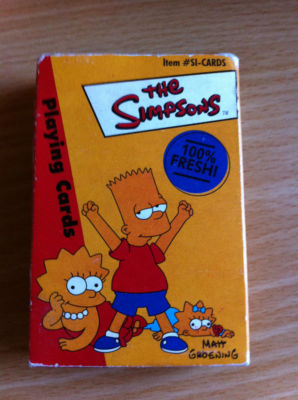 Item #SI-CARDS
THE
SIMPSONS
TM
Playing Cards
100%
FRESH!
MATT
GROENING